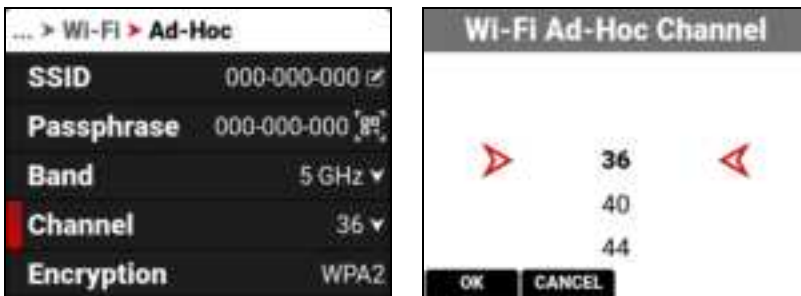 ... > Wi-Fi > Ad-Hoc
SSID 000-000-000
Passphrase 000-000-000
Band 5 GHz
Channel 36
Encryption WPA2
Wi-Fi Ad-Hoc Channel
36
40
44
OK CANCEL